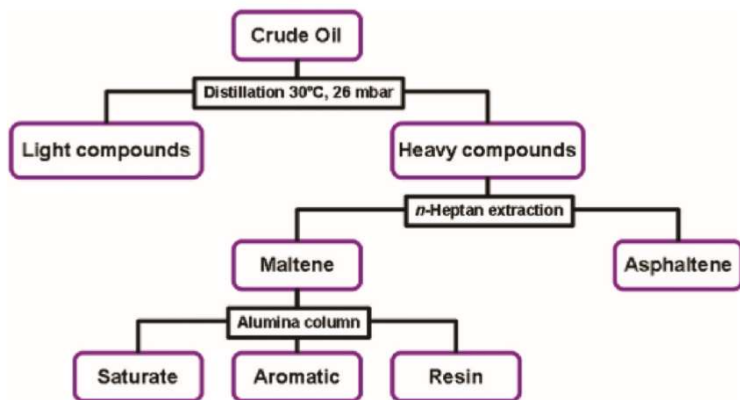 Crude Oil
Distillation 30°C, 26 mbar
Light compounds
Heavy compounds
n-Heptan extraction
Maltene
Asphaltene
Alumina column
Saturate
Aromatic
Resin